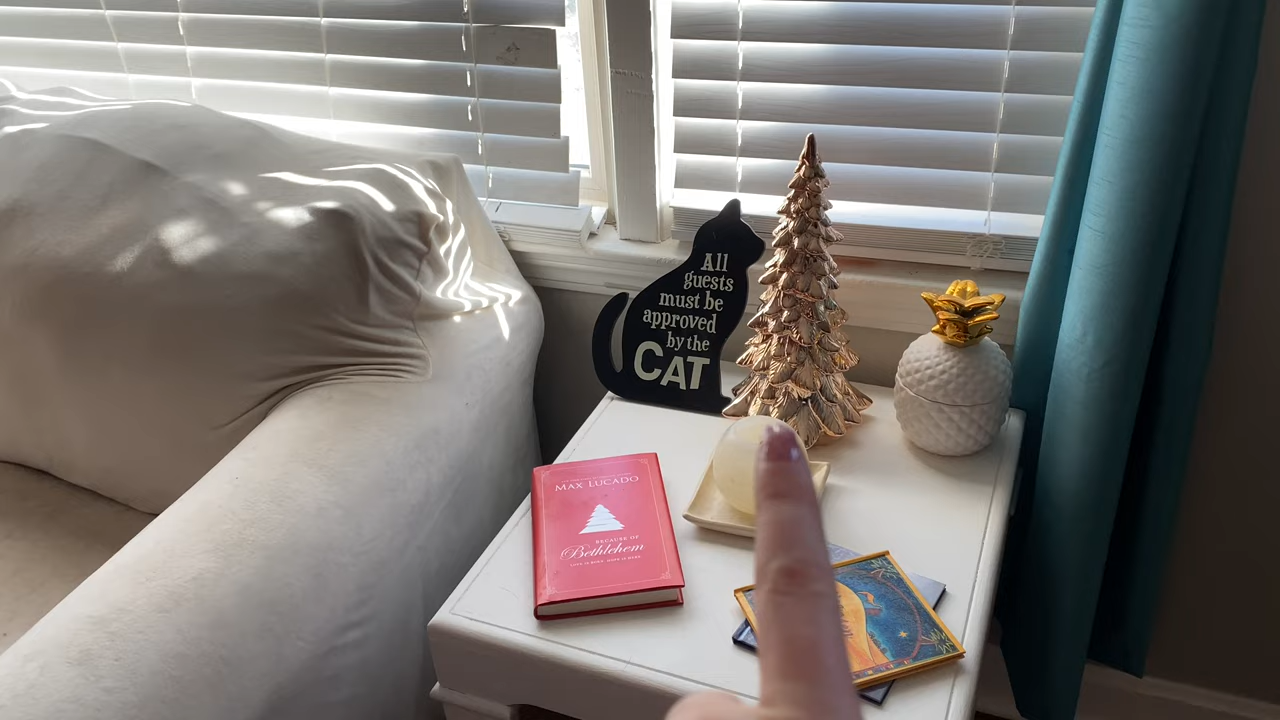 All
guests
must be
approved
by the
CAT
MAX LUCADO
BECAUSE OF
Bethlehem